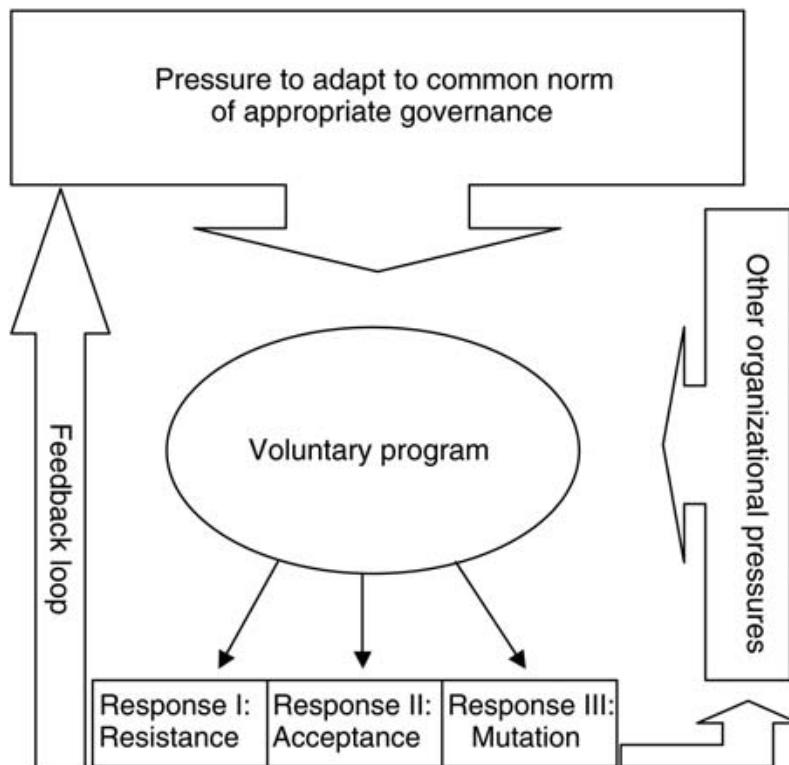 Pressure to adapt to common norm
of appropriate governance
Other organizational pressures
Voluntary program
Feedback loop
Response I:
Resistance
Response II:
Acceptance
Response III:
Mutation